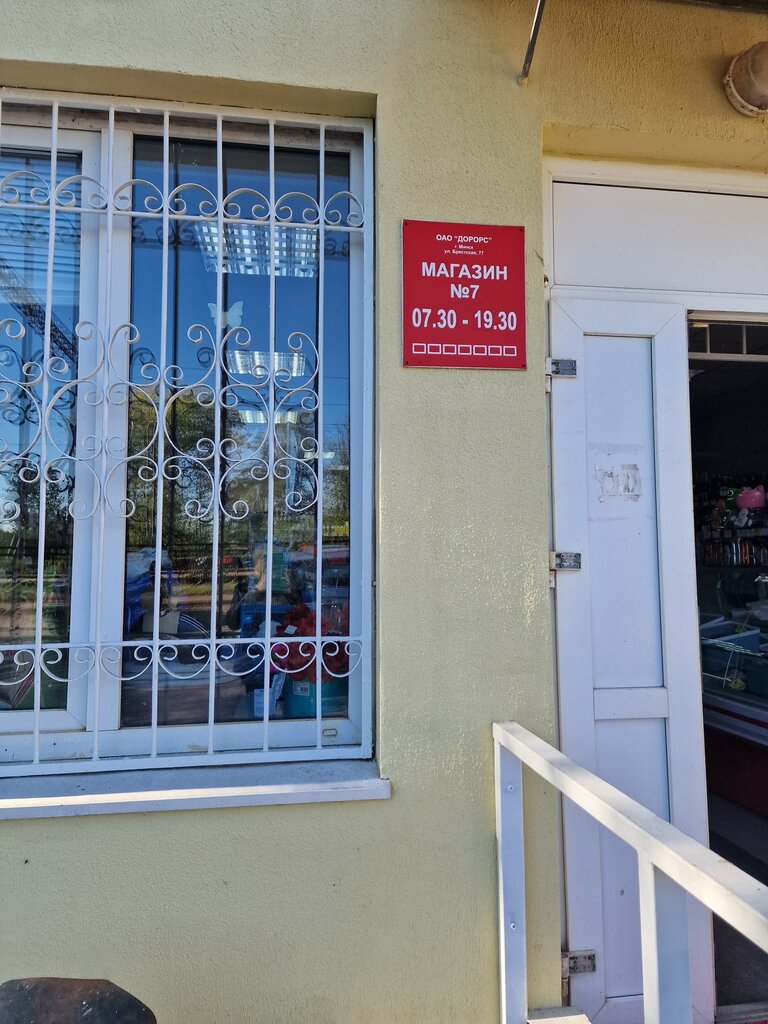 ОАО "ДОРОРС"
г. Минск
ул. Брестская, 77
МАГАЗИН
№7
07.30 - 19.30